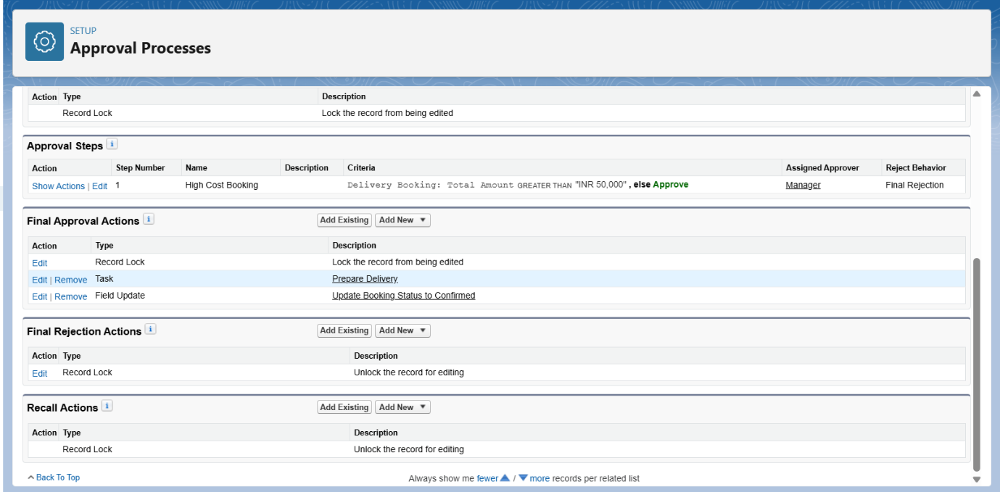 SETUP
Approval Processes
Action Type Description
Record Lock Lock the record from being edited
Approval Steps i
Action Step Number Name Description Criteria Assigned Approver Reject Behavior
Show Actions | Edit 1 High Cost Booking Delivery Booking: Total Amount GREATER THAN "INR 50,000" , else Approve Manager Final Rejection
Final Approval Actions i Add Existing Add New
Action Type Description
Edit Record Lock Lock the record from being edited
Edit | Remove Task Prepare Delivery
Edit | Remove Field Update Update Booking Status to Confirmed
Final Rejection Actions i Add Existing Add New
Action Type Description
Edit Record Lock Unlock the record for editing
Recall Actions i Add Existing Add New
Action Type Description
Record Lock Unlock the record for editing
Back To Top Always show me fewer / more records per related list